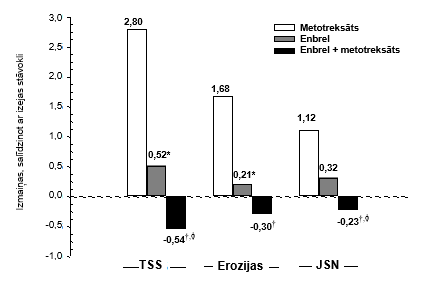 Izmaiņas, salīdzinot ar izejas stāvokli
3,0
2,5
2,0
1,5
1,0
0,5
0,0
-0,5
-1,0
Metotreksāts
Enbrel
Enbrel + metotreksāts
2,80
0,52*
-0,54†,ϕ
1,68
0,21*
-0,30†
1,12
0,32
-0,23†,ϕ
TSS
Erozijas
JSN